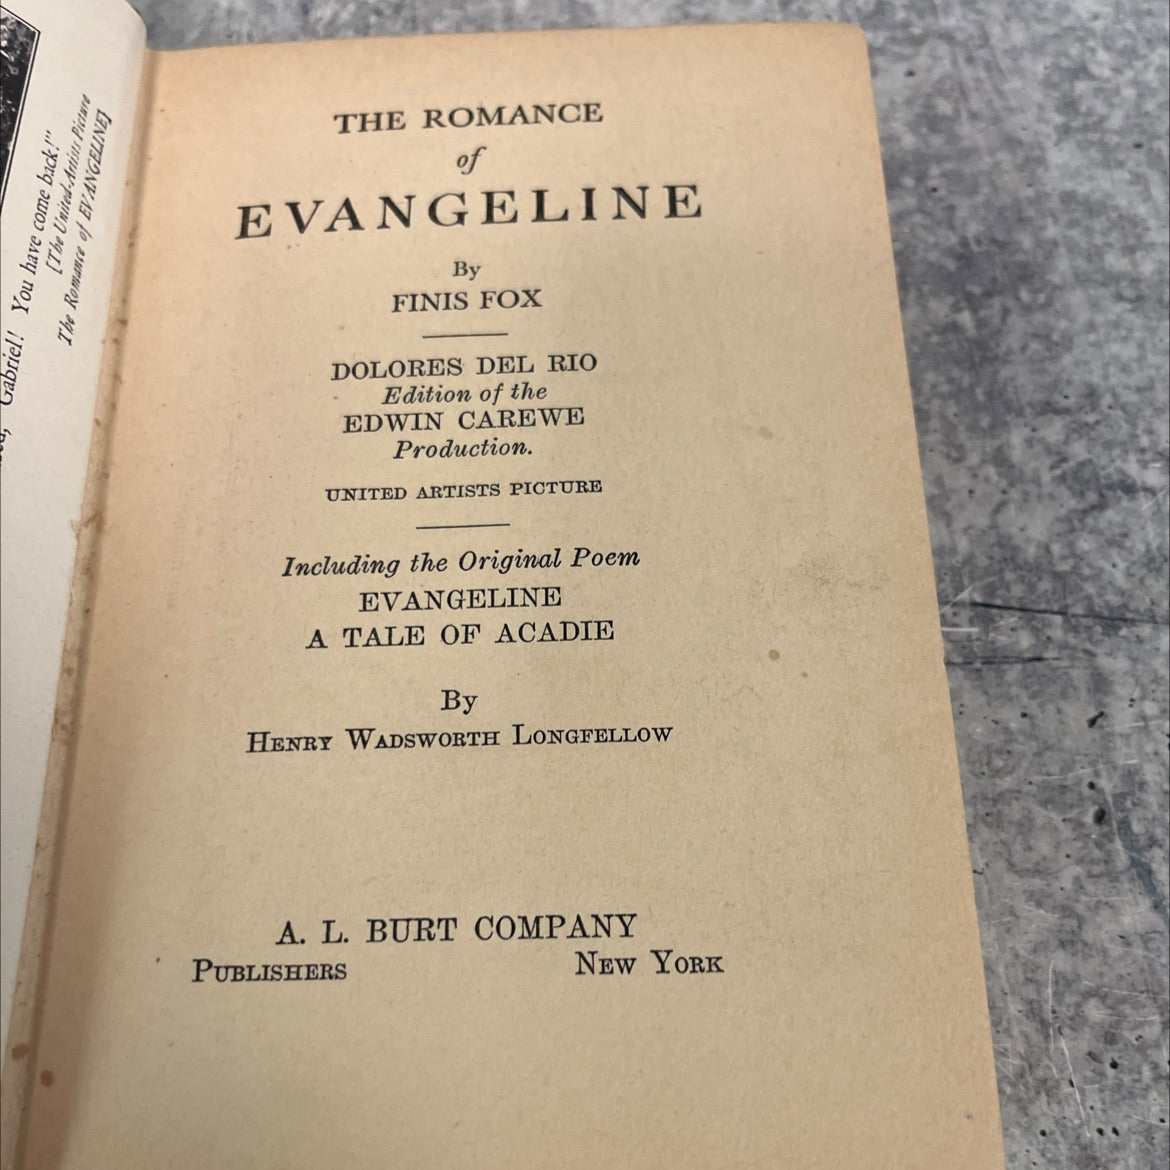 Gabriel! You have come back!"
[The United Artists Picture
The Romance of EVANGELINE]
THE ROMANCE
of
EVANGELINE
By
FINIS FOX
DOLORES DEL RIO
Edition of the
EDWIN CAREWE
Production.
UNITED ARTISTS PICTURE
Including the Original Poem
EVANGELINE
A TALE OF ACADIE
By
HENRY WADSWORTH LONGFELLOW
A. L. BURT COMPANY
PUBLISHERS NEW YORK